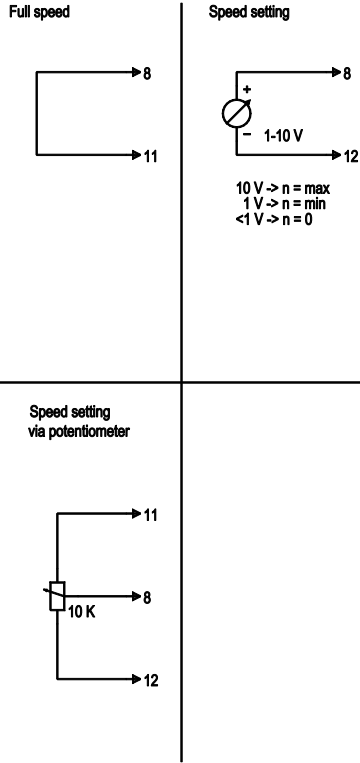 Full speed
8
11
Speed setting
8
+
–
1-10 V
12
10 V -> n = max
1 V -> n = min
<1 V -> n = 0
Speed setting
via potentiometer
11
8
10 K
12